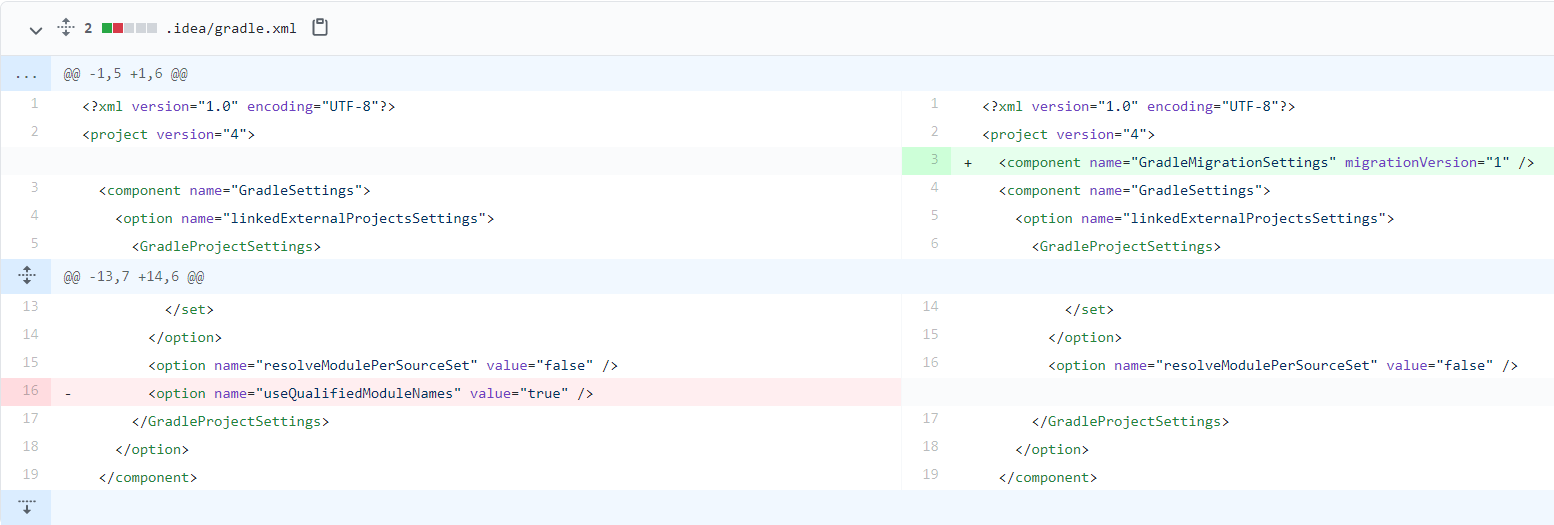 2 .idea/gradle.xml
... @@ -1,5 +1,6 @@
1 <?xml version="1.0" encoding="UTF-8"?> 1 <?xml version="1.0" encoding="UTF-8"?>
2 <project version="4"> 2 <project version="4">
3 + <component name="GradleMigrationSettings" migrationVersion="1" />
3 <component name="GradleSettings"> 4 <component name="GradleSettings">
4 <option name="linkedExternalProjectsSettings"> 5 <option name="linkedExternalProjectsSettings">
5 <GradleProjectSettings> 6 <GradleProjectSettings>
@@ -13,7 +14,6 @@
13 </set> 14 </set>
14 </option> 15 </option>
15 <option name="resolveModulePerSourceSet" value="false" /> 16 <option name="resolveModulePerSourceSet" value="false" />
16 - <option name="useQualifiedModuleNames" value="true" />
17 </GradleProjectSettings> 17 </GradleProjectSettings>
18 </option> 18 </option>
19 </component> 19 </component>